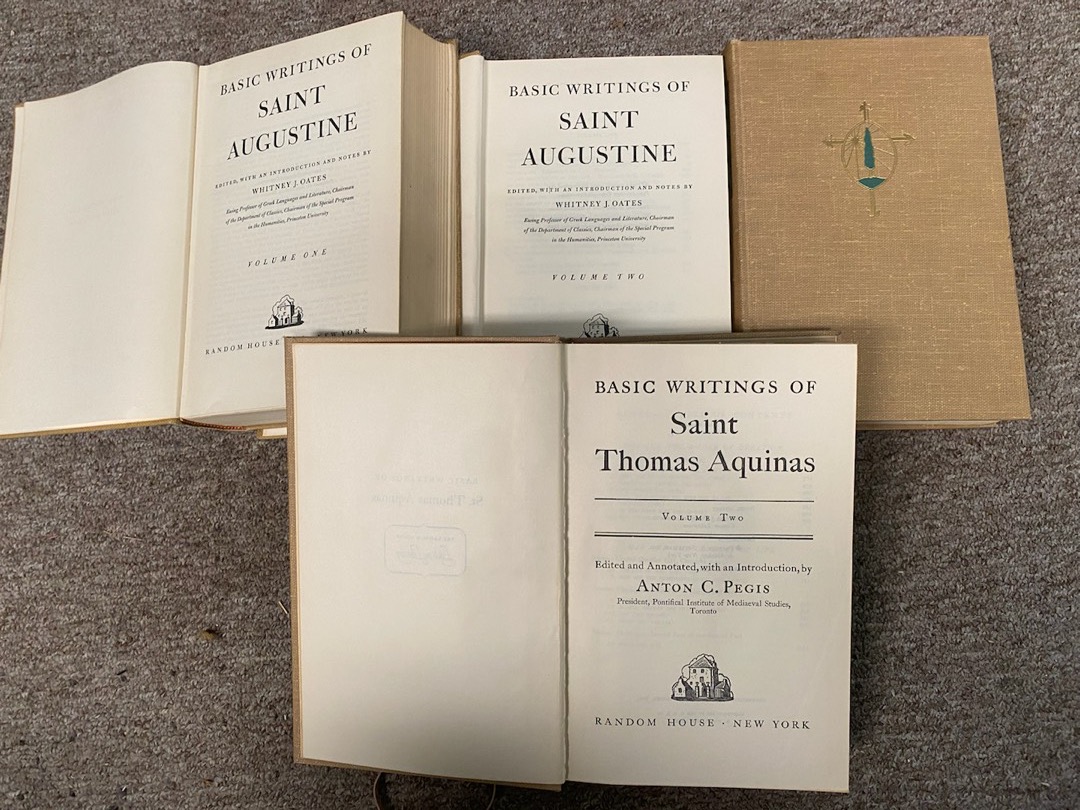 BASIC WRITINGS OF
SAINT
AUGUSTINE
EDITED, WITH AN INTRODUCTION AND NOTES BY
WHITNEY J. OATES
Ewing Professor of Greek Languages and Literature, Chairman
of the Department of Classics, Chairman of the Special Program
in the Humanities, Princeton University
VOLUME ONE
RANDOM HOUSE
NEW YORK
BASIC WRITINGS OF
SAINT
AUGUSTINE
EDITED, WITH AN INTRODUCTION AND NOTES BY
WHITNEY J. OATES
Ewing Professor of Greek Languages and Literature, Chairman
of the Department of Classics, Chairman of the Special Program
in the Humanities, Princeton University
VOLUME TWO
BASIC WRITINGS OF
Saint
Thomas Aquinas
VOLUME TWO
Edited and Annotated, with an Introduction, by
ANTON C. PEGIS
President, Pontifical Institute of Mediaeval Studies,
Toronto
RANDOM HOUSE · NEW YORK